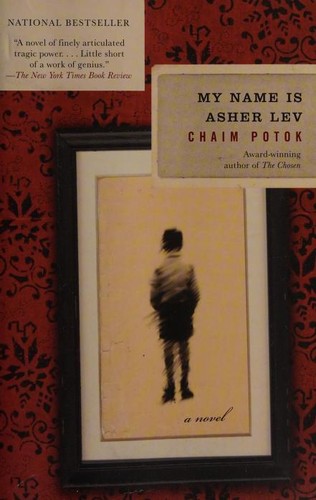 NATIONAL BESTSELLER
"A novel of finely articulated
tragic power. . . . Little short
of a work of genius."
—The New York Times Book Review
MY NAME IS
ASHER LEV
CHAIM POTOK
Award-winning
author of The Chosen
a novel